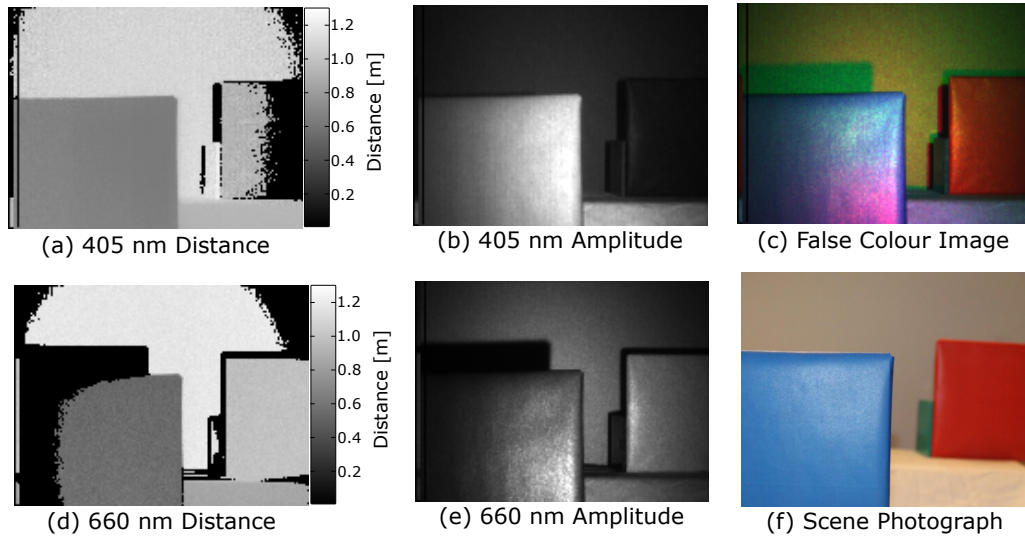 1.2
1.0
0.8
0.6
0.4
0.2
Distance [m]
(a) 405 nm Distance
(b) 405 nm Amplitude
(c) False Colour Image
1.2
1.0
0.8
0.6
0.4
0.2
Distance [m]
(d) 660 nm Distance
(e) 660 nm Amplitude
(f) Scene Photograph